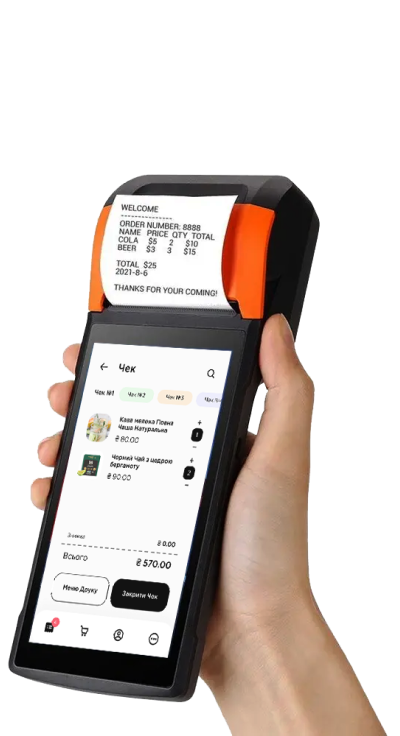 WELCOME
ORDER NUMBER: 8888
NAME PRICE QTY TOTAL
COLA $5 2 $10
BEER $3 3 $15
TOTAL $25
2021-8-6
THANKS FOR YOUR COMING!
Чек
Чек №1 Чек №2 Чек №3
Кава мелена Повна
Чаша Натуральна
₴ 80.00
1
Чорний Чай з цедрою
бергамоту
₴ 90.00
2
Знижка ₴ 0.00
Всього ₴ 570.00
Меню Друку Закрити Чек